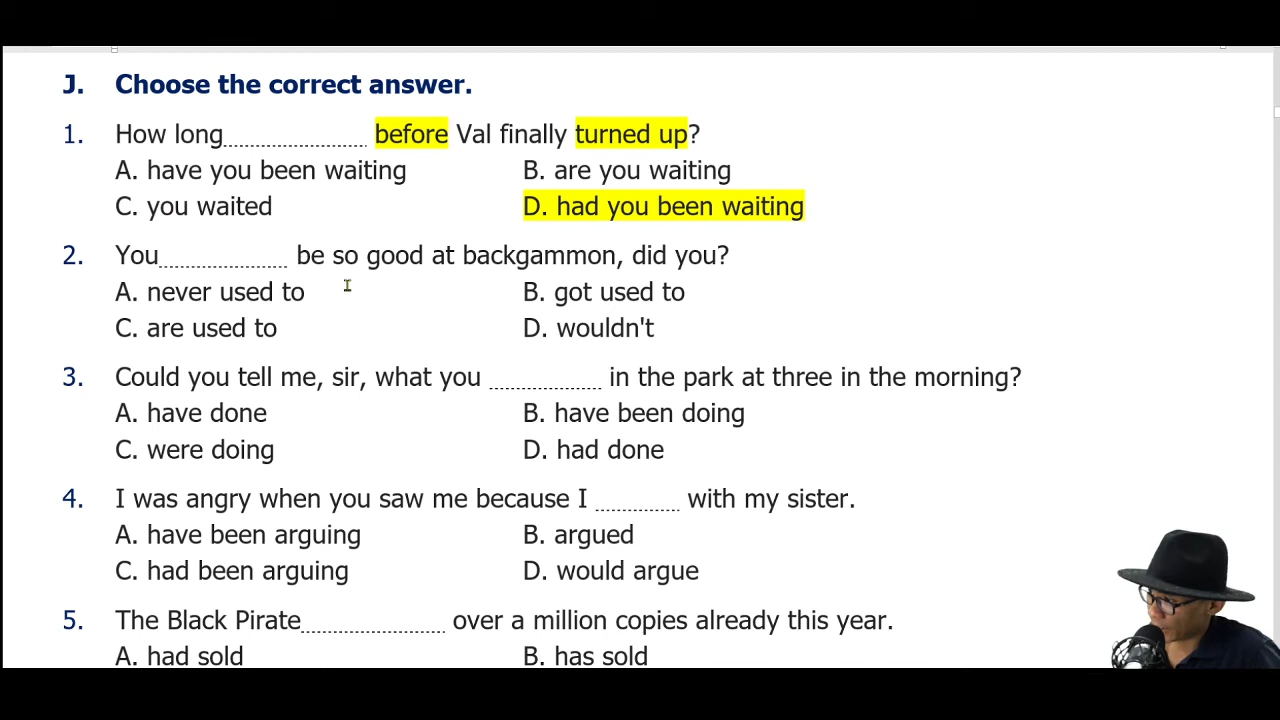 J. Choose the correct answer.
1. How long.......................... before Val finally turned up?
A. have you been waiting B. are you waiting
C. you waited D. had you been waiting
2. You....................... be so good at backgammon, did you?
A. never used to B. got used to
C. are used to D. wouldn't
3. Could you tell me, sir, what you .................... in the park at three in the morning?
A. have done B. have been doing
C. were doing D. had done
4. I was angry when you saw me because I ............... with my sister.
A. have been arguing B. argued
C. had been arguing D. would argue
5. The Black Pirate.......................... over a million copies already this year.
A. had sold B. has sold